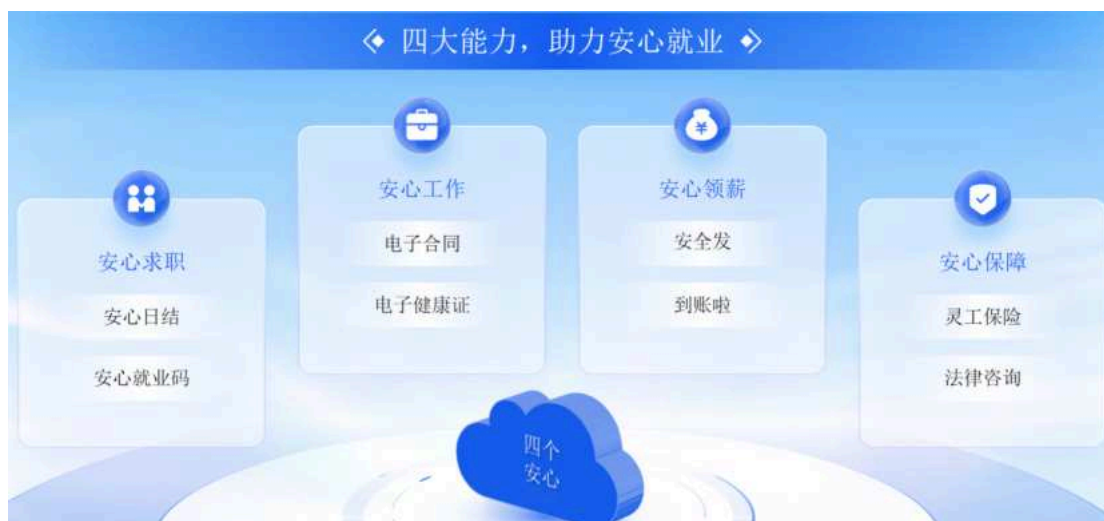 四大能力，助力安心就业
安心求职
安心日结
安心就业码
安心工作
电子合同
电子健康证
安心领薪
安全发
到账啦
安心保障
灵工保险
法律咨询
四个
安心